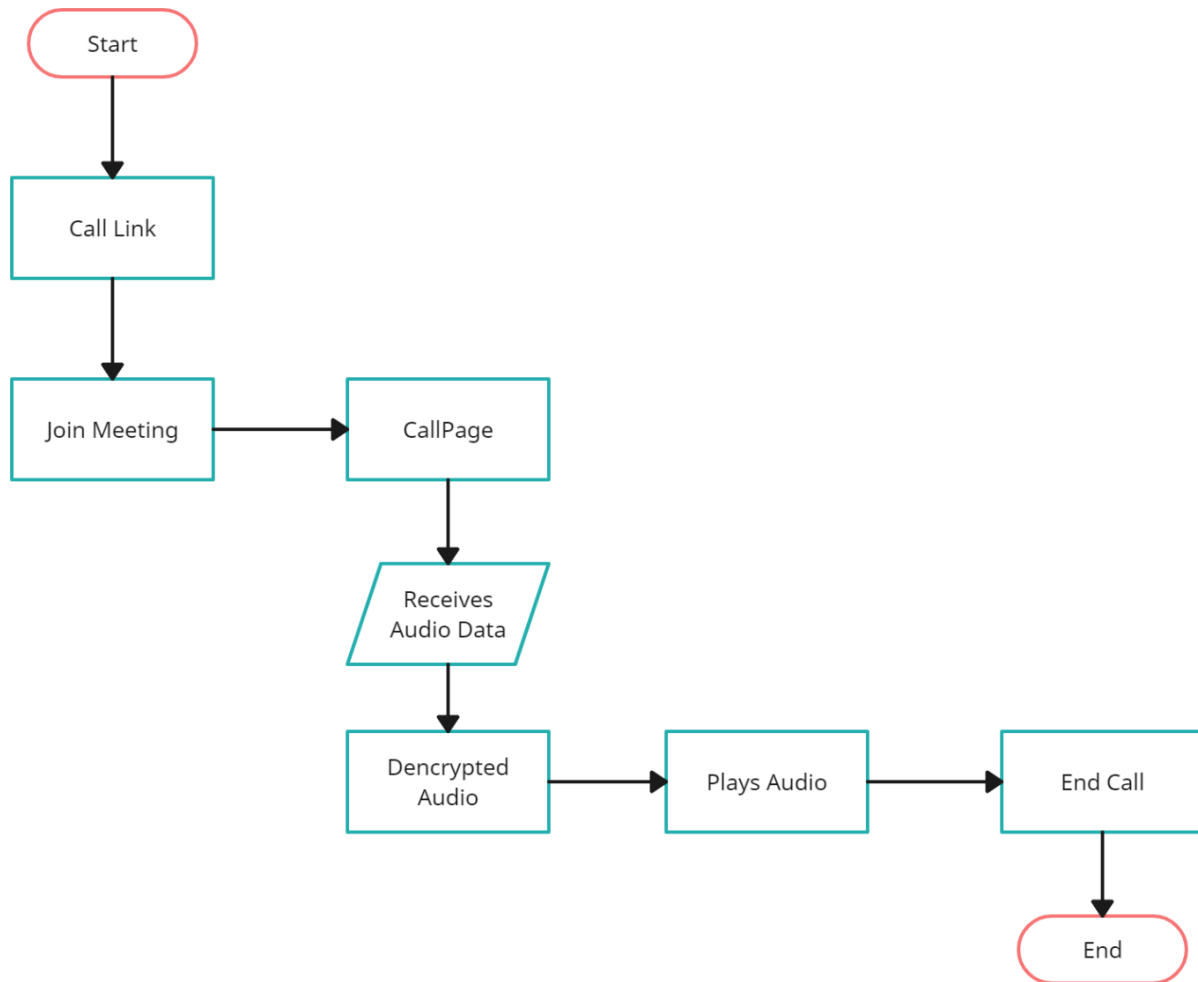 Start
Call Link
Join Meeting
CallPage
Receives
Audio Data
Dencrypted
Audio
Plays Audio
End Call
End